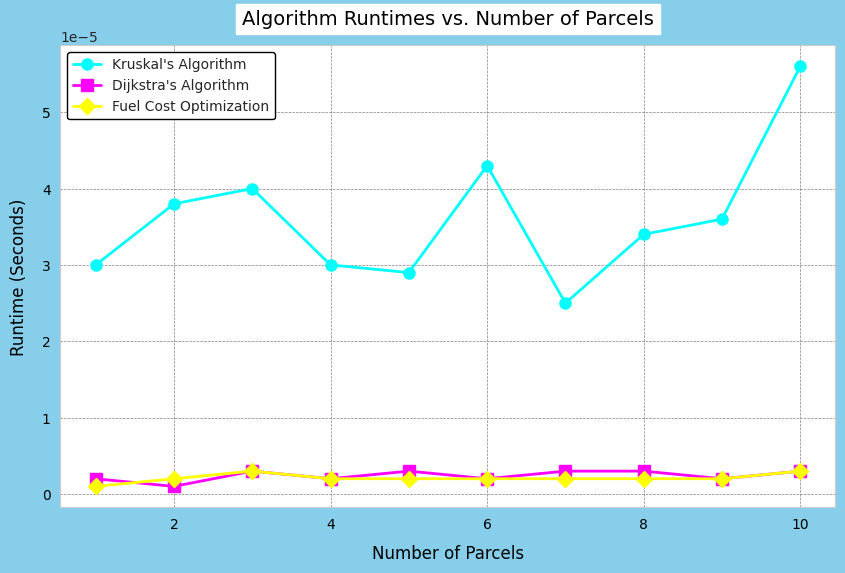 Algorithm Runtimes vs. Number of Parcels
1e−5
Kruskal's Algorithm
Dijkstra's Algorithm
Fuel Cost Optimization
Runtime (Seconds)
5
4
3
2
1
0
2 4 6 8 10
Number of Parcels